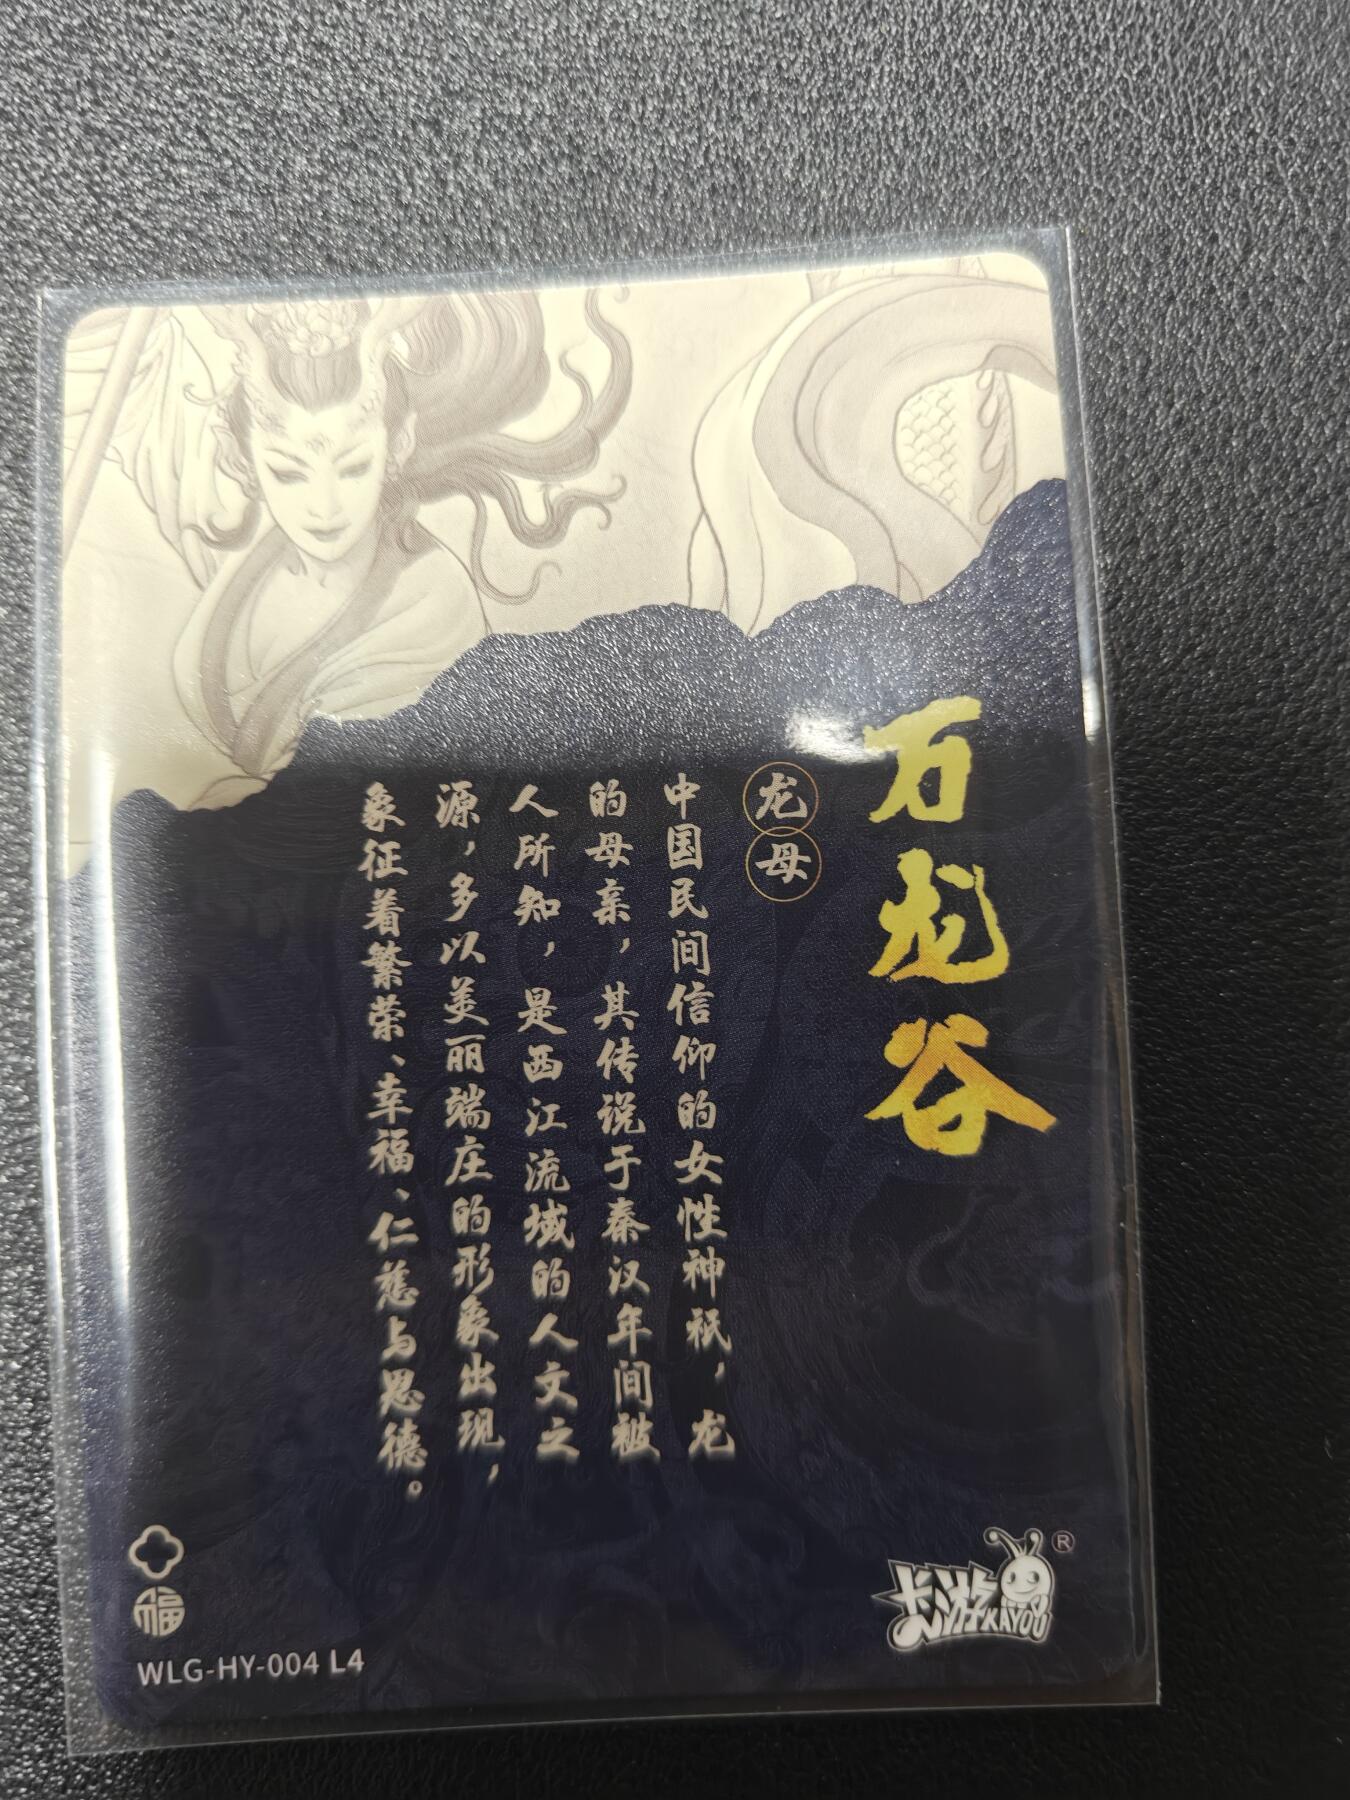 万龙谷
龙母
中国民间信仰的女性神祇，龙
的母亲，其传说于秦汉年间被
人所知，是西江流域的人文之
源，多以美丽端庄的形象出现，
象征着繁荣、幸福、仁慈与恩德。
福
WLG-HY-004 L4
卡游 KAYOU ®